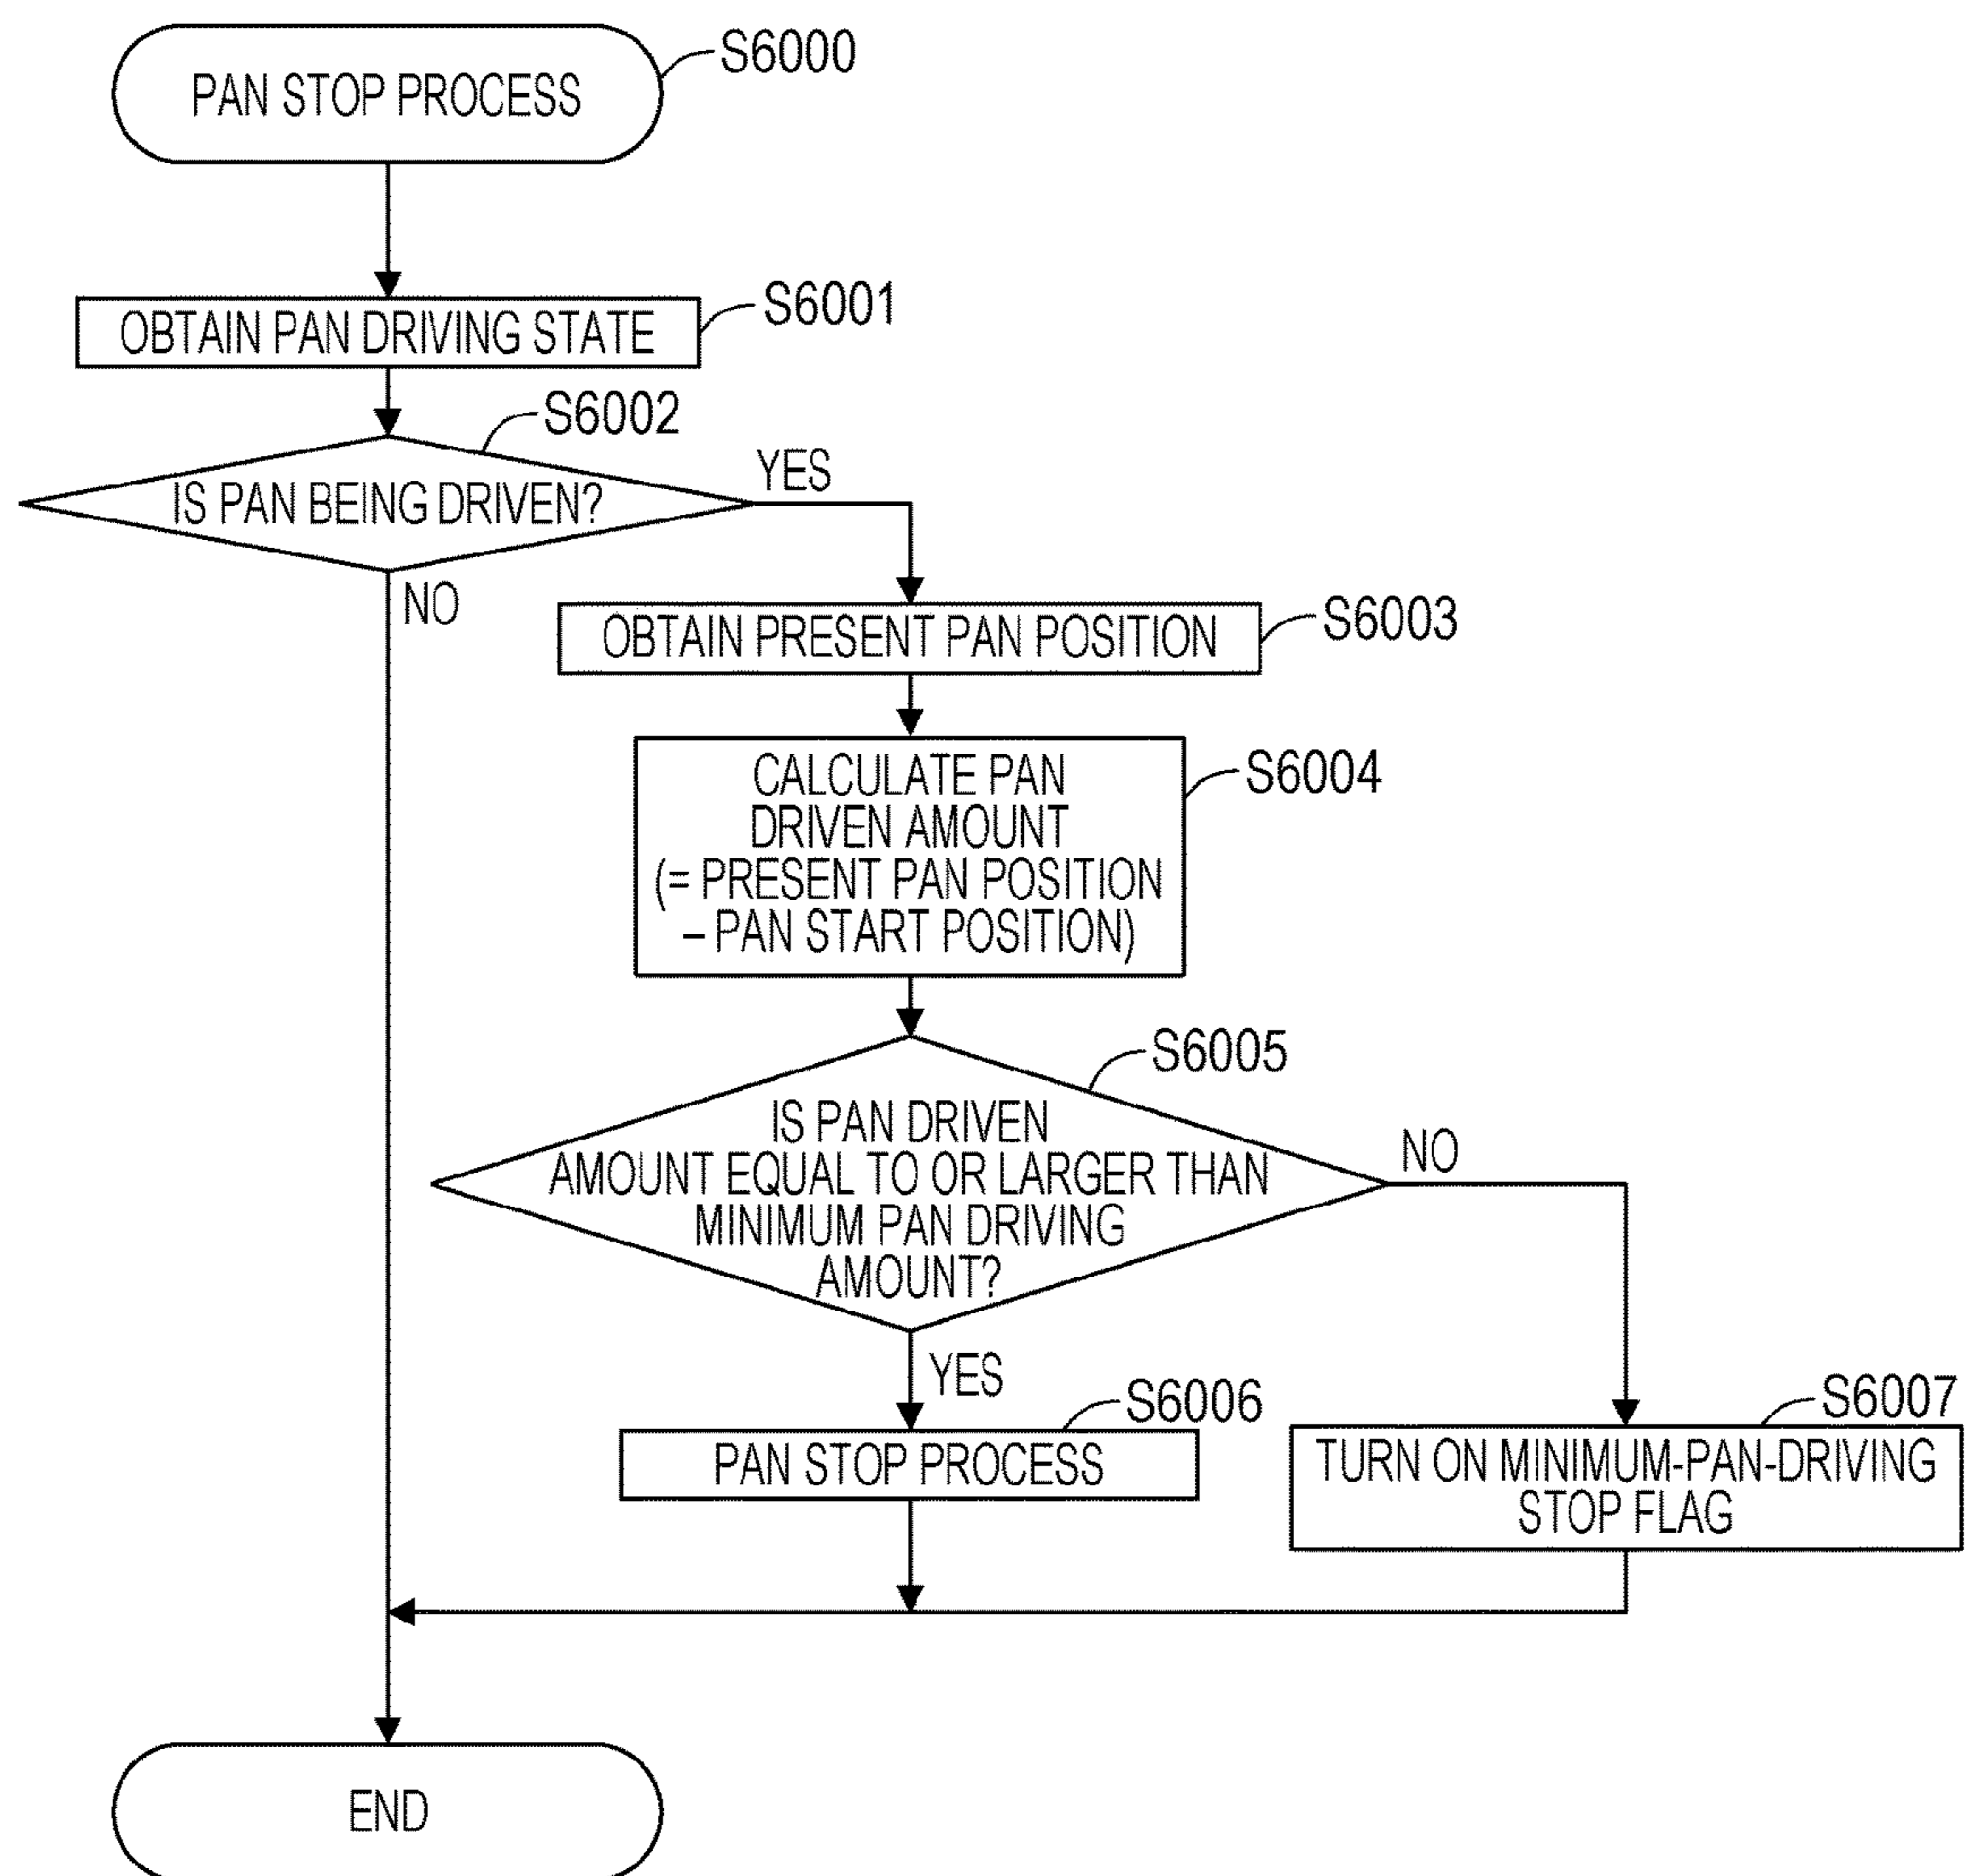 S6000
PAN STOP PROCESS
S6001
OBTAIN PAN DRIVING STATE
S6002
IS PAN BEING DRIVEN?
YES
NO
S6003
OBTAIN PRESENT PAN POSITION
S6004
CALCULATE PAN
DRIVEN AMOUNT
(= PRESENT PAN POSITION
– PAN START POSITION)
S6005
IS PAN DRIVEN
AMOUNT EQUAL TO OR LARGER THAN
MINIMUM PAN DRIVING
AMOUNT?
NO
YES
S6006
PAN STOP PROCESS
S6007
TURN ON MINIMUM-PAN-DRIVING
STOP FLAG
END